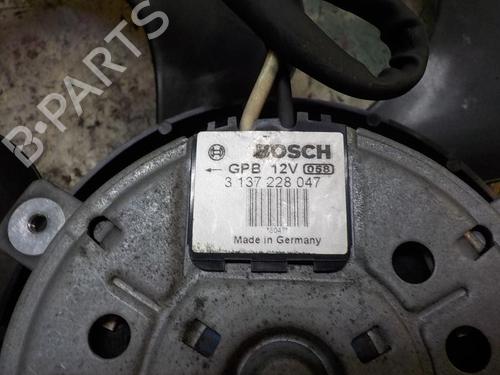 BOSCH
← GPB 12V 058
3 137 228 047
Made in Germany
B-PARTS